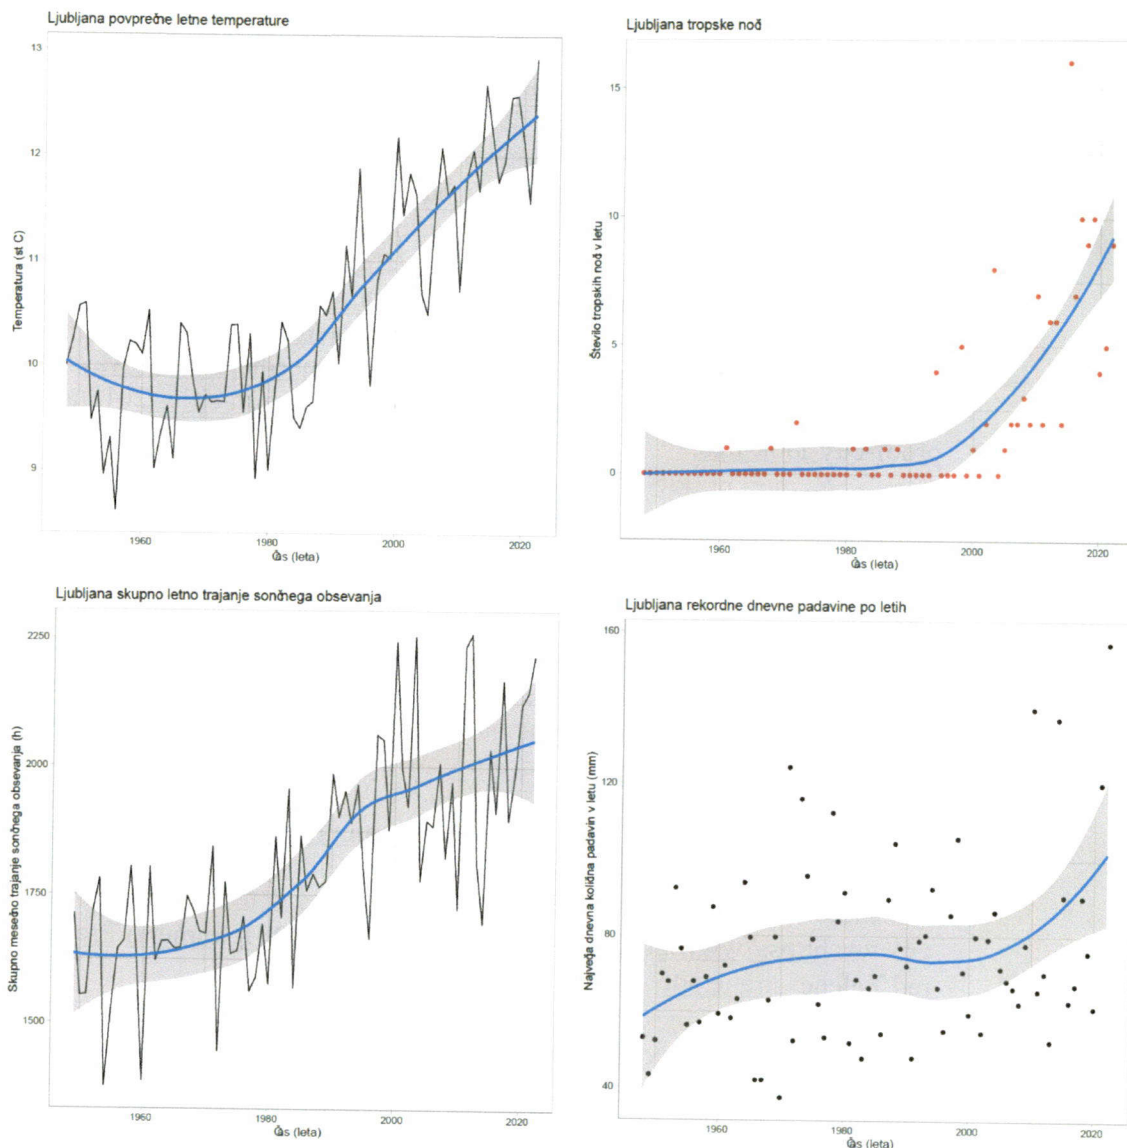 Ljubljana povprečne letne temperature
13
12
11
10
9
Temperatura (st C)
1960
1980
2000
2020
Čas (leta)
Ljubljana tropske noči
15
10
5
0
Število tropskih noči v letu
1960
1980
2000
2020
Čas (leta)
Ljubljana skupno letno trajanje sončnega obsevanja
2250
2000
1750
1500
Skupno mesečno trajanje sončnega obsevanja (h)
1960
1980
2000
2020
Čas (leta)
Ljubljana rekordne dnevne padavine po letih
160
120
80
40
Največja dnevna količina padavin v letu (mm)
1960
1980
2000
2020
Čas (leta)